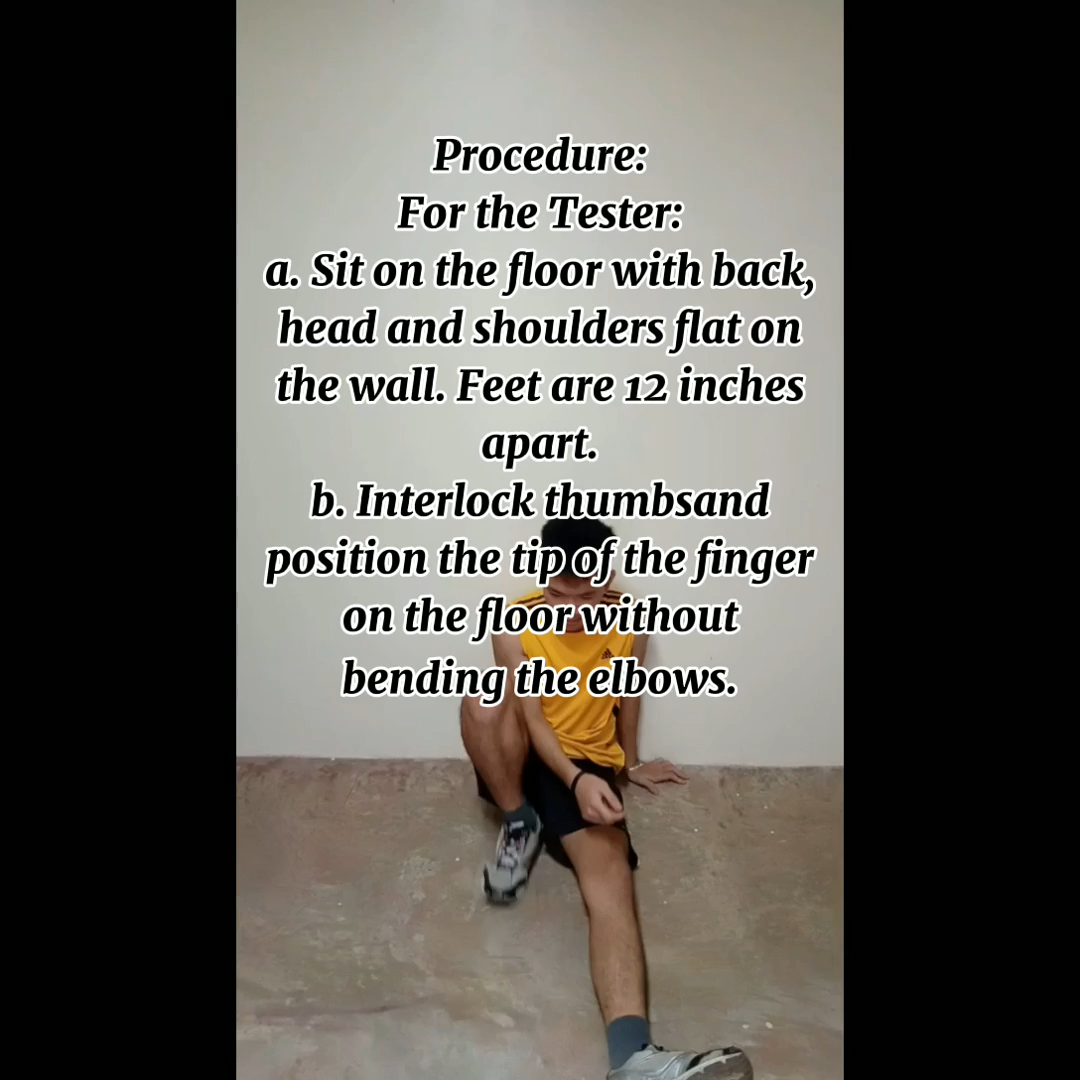 Procedure:
For the Tester:
a. Sit on the floor with back,
head and shoulders flat on
the wall. Feet are 12 inches
apart.
b. Interlock thumbsand
position the tip of the finger
on the floor without
bending the elbows.